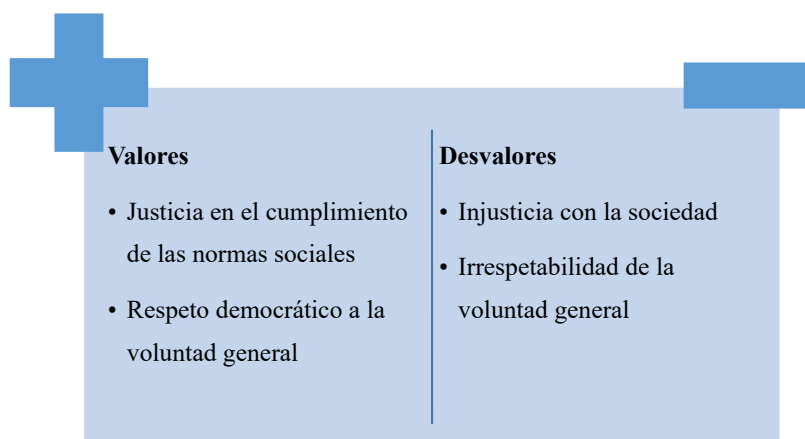 Valores
• Justicia en el cumplimiento
de las normas sociales
• Respeto democrático a la
voluntad general
Desvalores
• Injusticia con la sociedad
• Irrespetabilidad de la
voluntad general